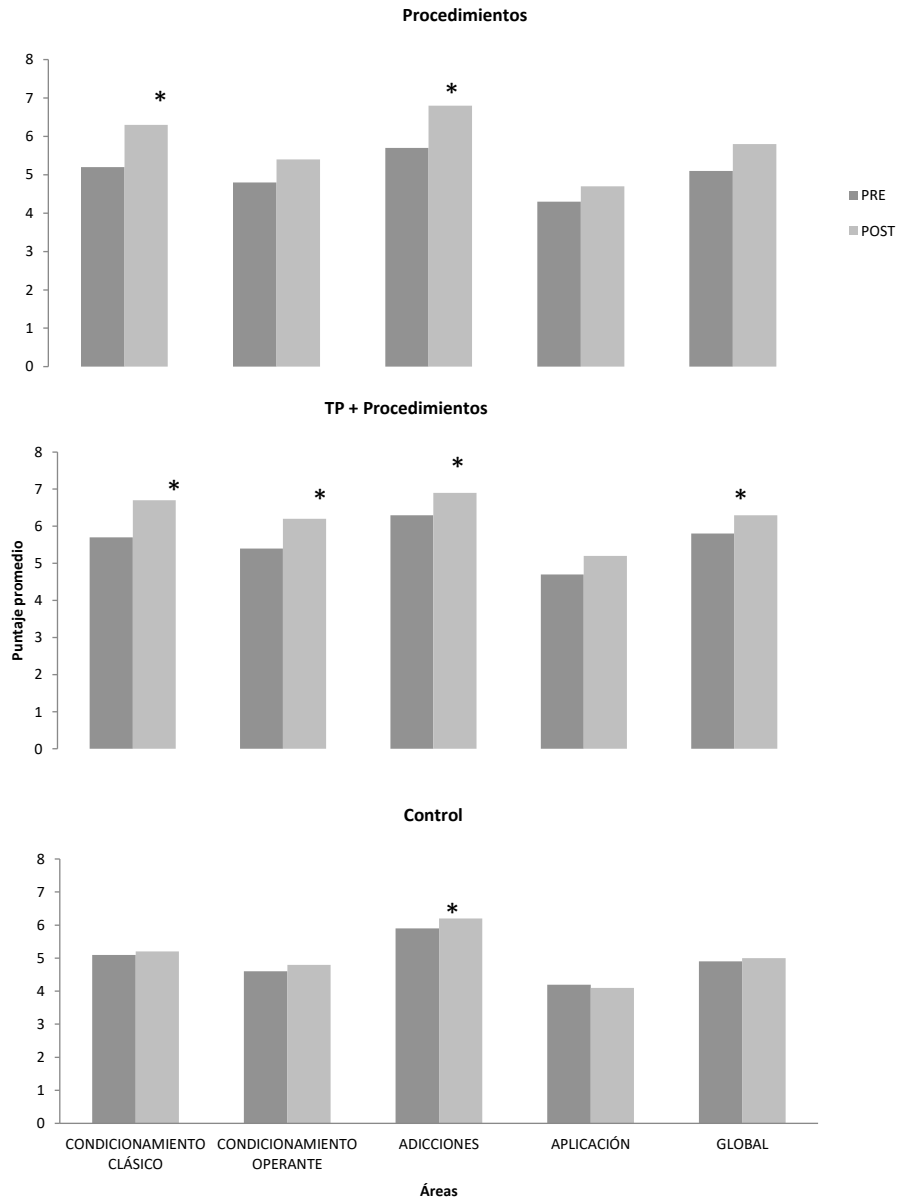 Procedimientos
8
7
6
5
4
3
2
1
0
*
*
PRE
POST
TP + Procedimientos
Puntaje promedio
8
7
6
5
4
3
2
1
0
*
*
*
*
Control
8
7
6
5
4
3
2
1
0
*
CONDICIONAMIENTO
CLÁSICO
CONDICIONAMIENTO
OPERANTE
ADICCIONES
APLICACIÓN
GLOBAL
Áreas